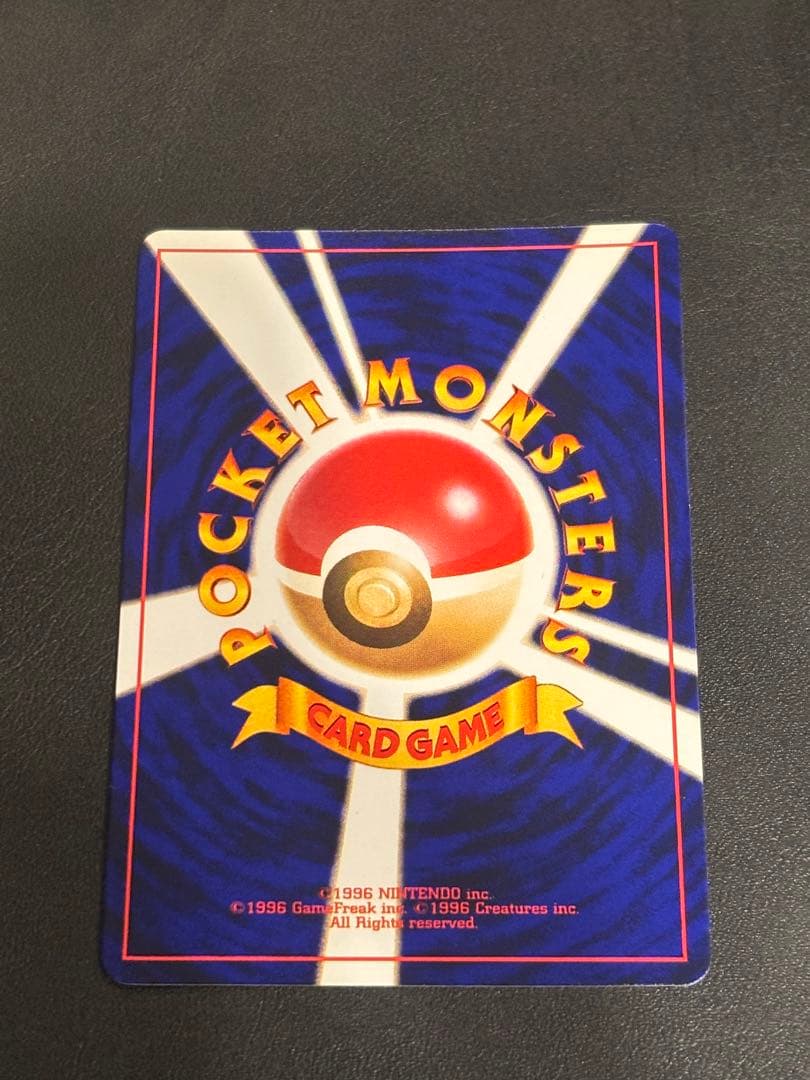 POCKET MONSTERS
CARD GAME
©1996 NINTENDO inc.
©1996 GameFreak inc. ©1996 Creatures inc.
All Rights reserved.